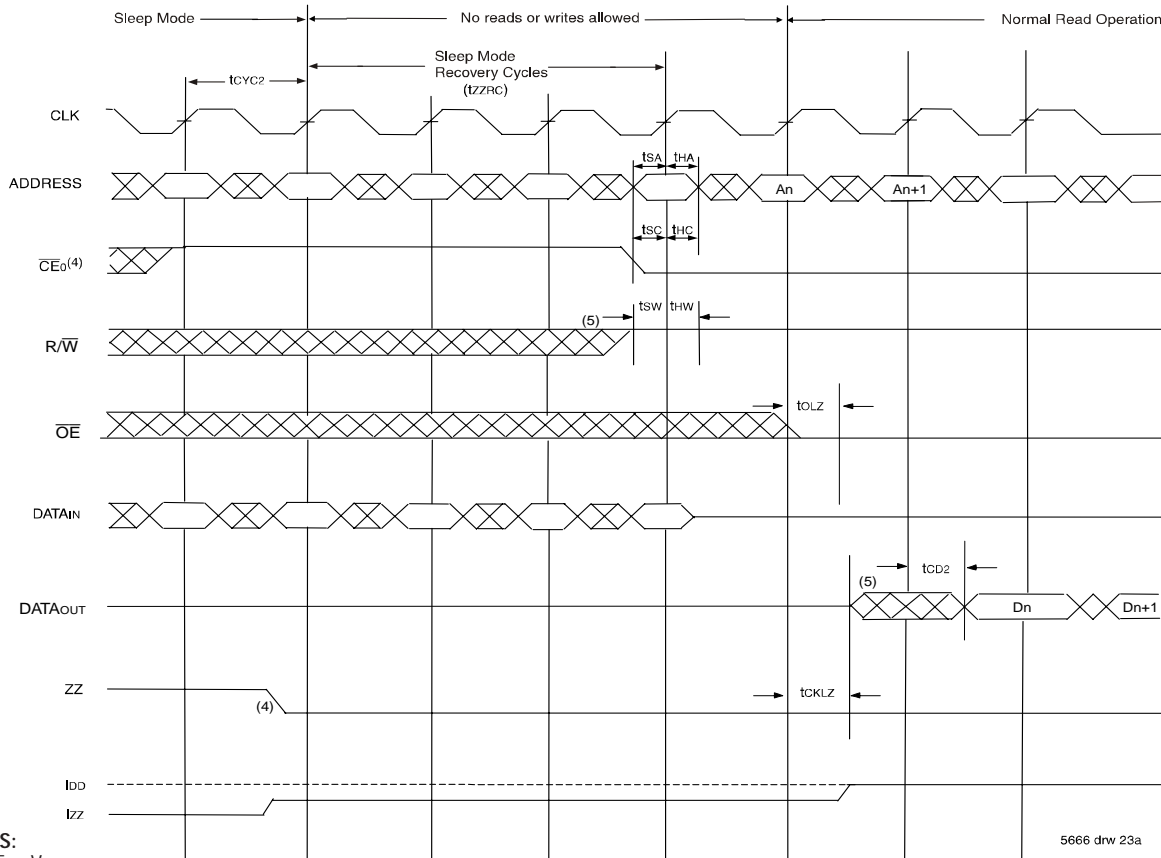 Sleep Mode
No reads or writes allowed
Normal Read Operation
Sleep Mode
Recovery Cycles
(tZZRC)
tCYC2
CLK
tSA tHA
ADDRESS
An
An+1
tSC tHC
CE0(4)
tSW tHW
(5)
R/W
tOLZ
OE
DATAIN
tCD2
(5)
DATAOUT
Dn
Dn+1
ZZ
(4)
tCKLZ
IDD
IZZ
S:
5666 drw 23a